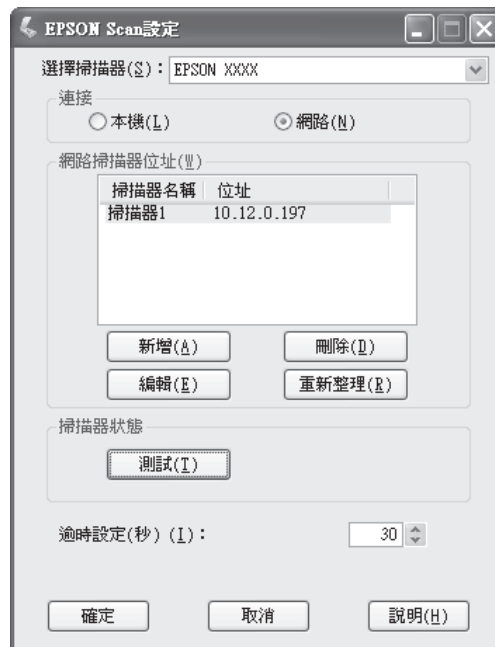 EPSON Scan設定
選擇掃描器(S)：EPSON XXXX
連接
本機(L) 網路(N)
網路掃描器位址(W)
掃描器名稱 位址
掃描器1 10.12.0.197
新增(A) 刪除(D)
編輯(E) 重新整理(R)
掃描器狀態
測試(T)
逾時設定(秒) (I)： 30
確定 取消 說明(H)